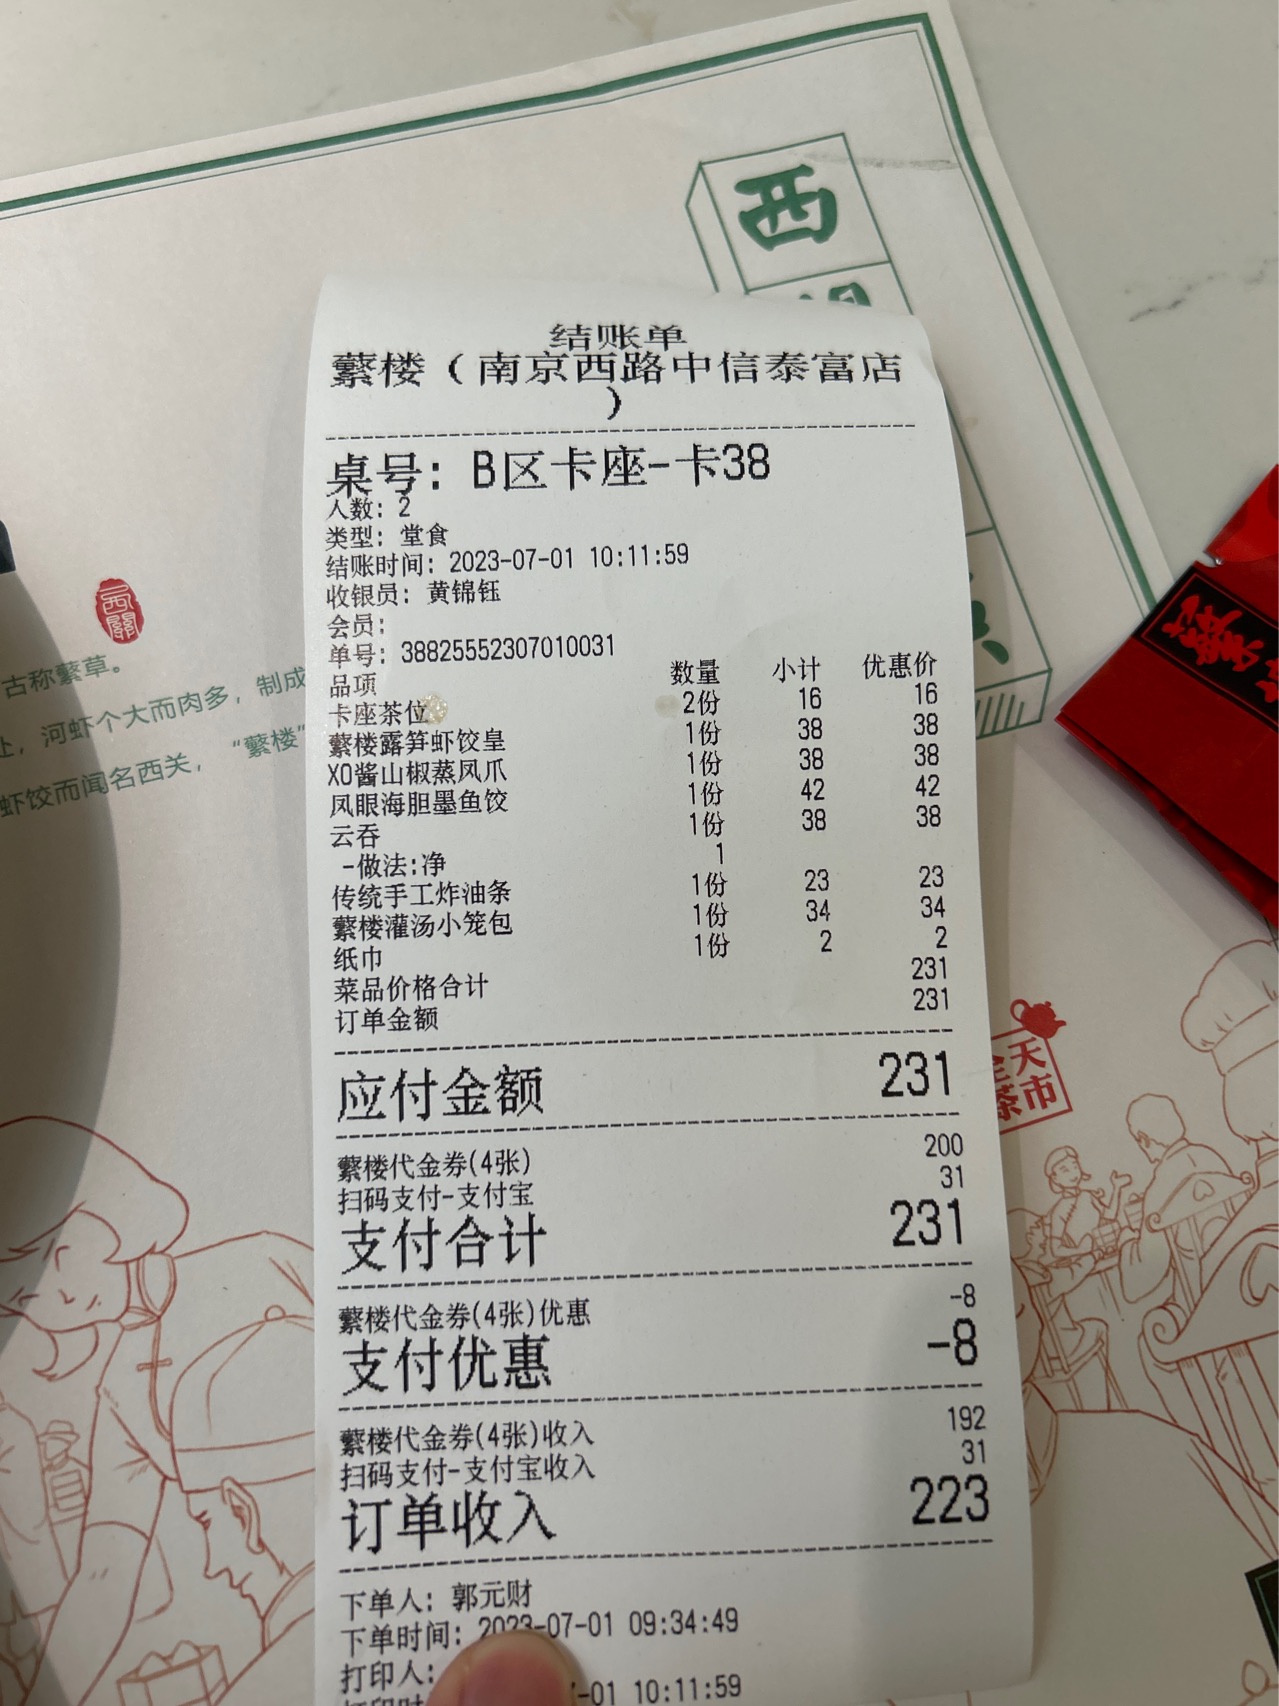 西
结账单
蘩楼（南京西路中信泰富店
）
桌号：B区卡座-卡38
人数：2
类型：堂食
结账时间：2023-07-01 10:11:59
收银员：黄锦钰
会员：
单号：388255552307010031
品项 数量 小计 优惠价
卡座茶位 2份 16 16
蘩楼露笋虾饺皇 1份 38 38
XO酱山椒蒸凤爪 1份 38 38
凤眼海胆墨鱼饺 1份 42 42
云吞 1份 38 38
-做法:净 1
传统手工炸油条 1份 23 23
蘩楼灌汤小笼包 1份 34 34
纸巾 1份 2 2
菜品价格合计 231
订单金额 231
应付金额 231
蘩楼代金券(4张) 200
扫码支付-支付宝 31
支付合计 231
蘩楼代金券(4张)优惠 -8
支付优惠 -8
蘩楼代金券(4张)收入 192
扫码支付-支付宝收入 31
订单收入 223
下单人：郭元财
下单时间：2023-07-01 09:34:49
打印人：
-01 10:11:59
西關
古称蘩草。
，河虾个大而肉多，制成
虾饺而闻名西关，“蘩楼”
全天
茶市